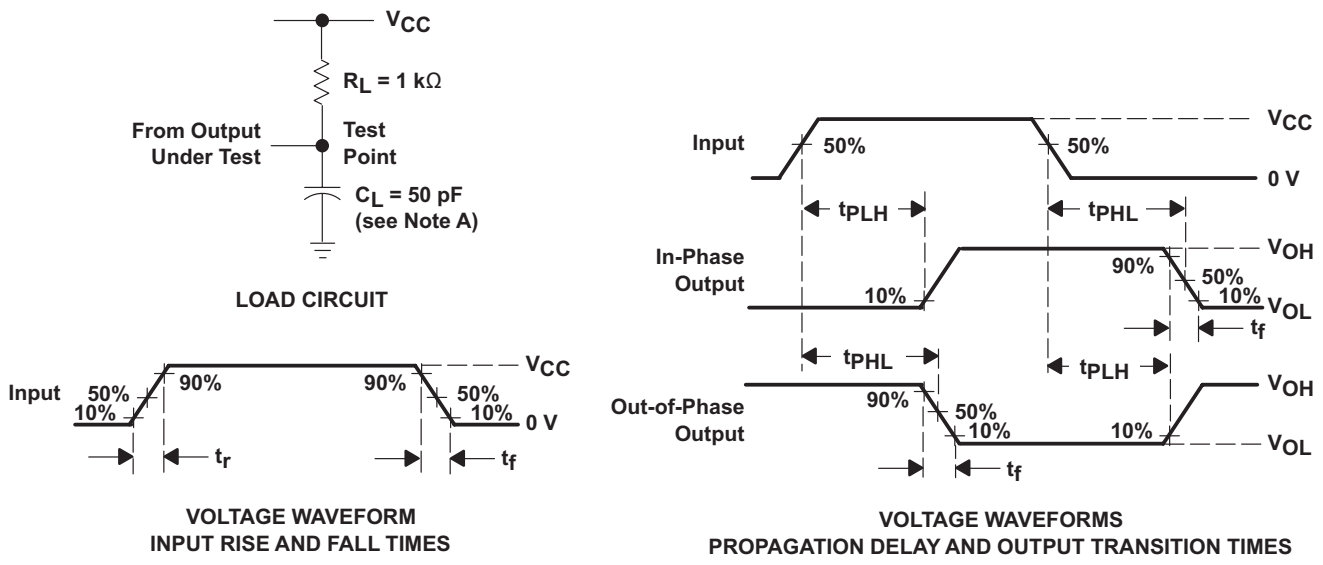 VCC
RL = 1 kΩ
From Output
Under Test
Test
Point
CL = 50 pF
(see Note A)
LOAD CIRCUIT
Input
50%
10%
90%
90%
50%
10%
VCC
0 V
tr
tf
VOLTAGE WAVEFORM
INPUT RISE AND FALL TIMES
Input
50%
50%
VCC
0 V
tPLH
tPHL
In-Phase
Output
10%
90%
50%
10%
VOH
VOL
tf
tPHL
tPLH
Out-of-Phase
Output
90%
50%
10%
10%
VOH
VOL
tf
VOLTAGE WAVEFORMS
PROPAGATION DELAY AND OUTPUT TRANSITION TIMES